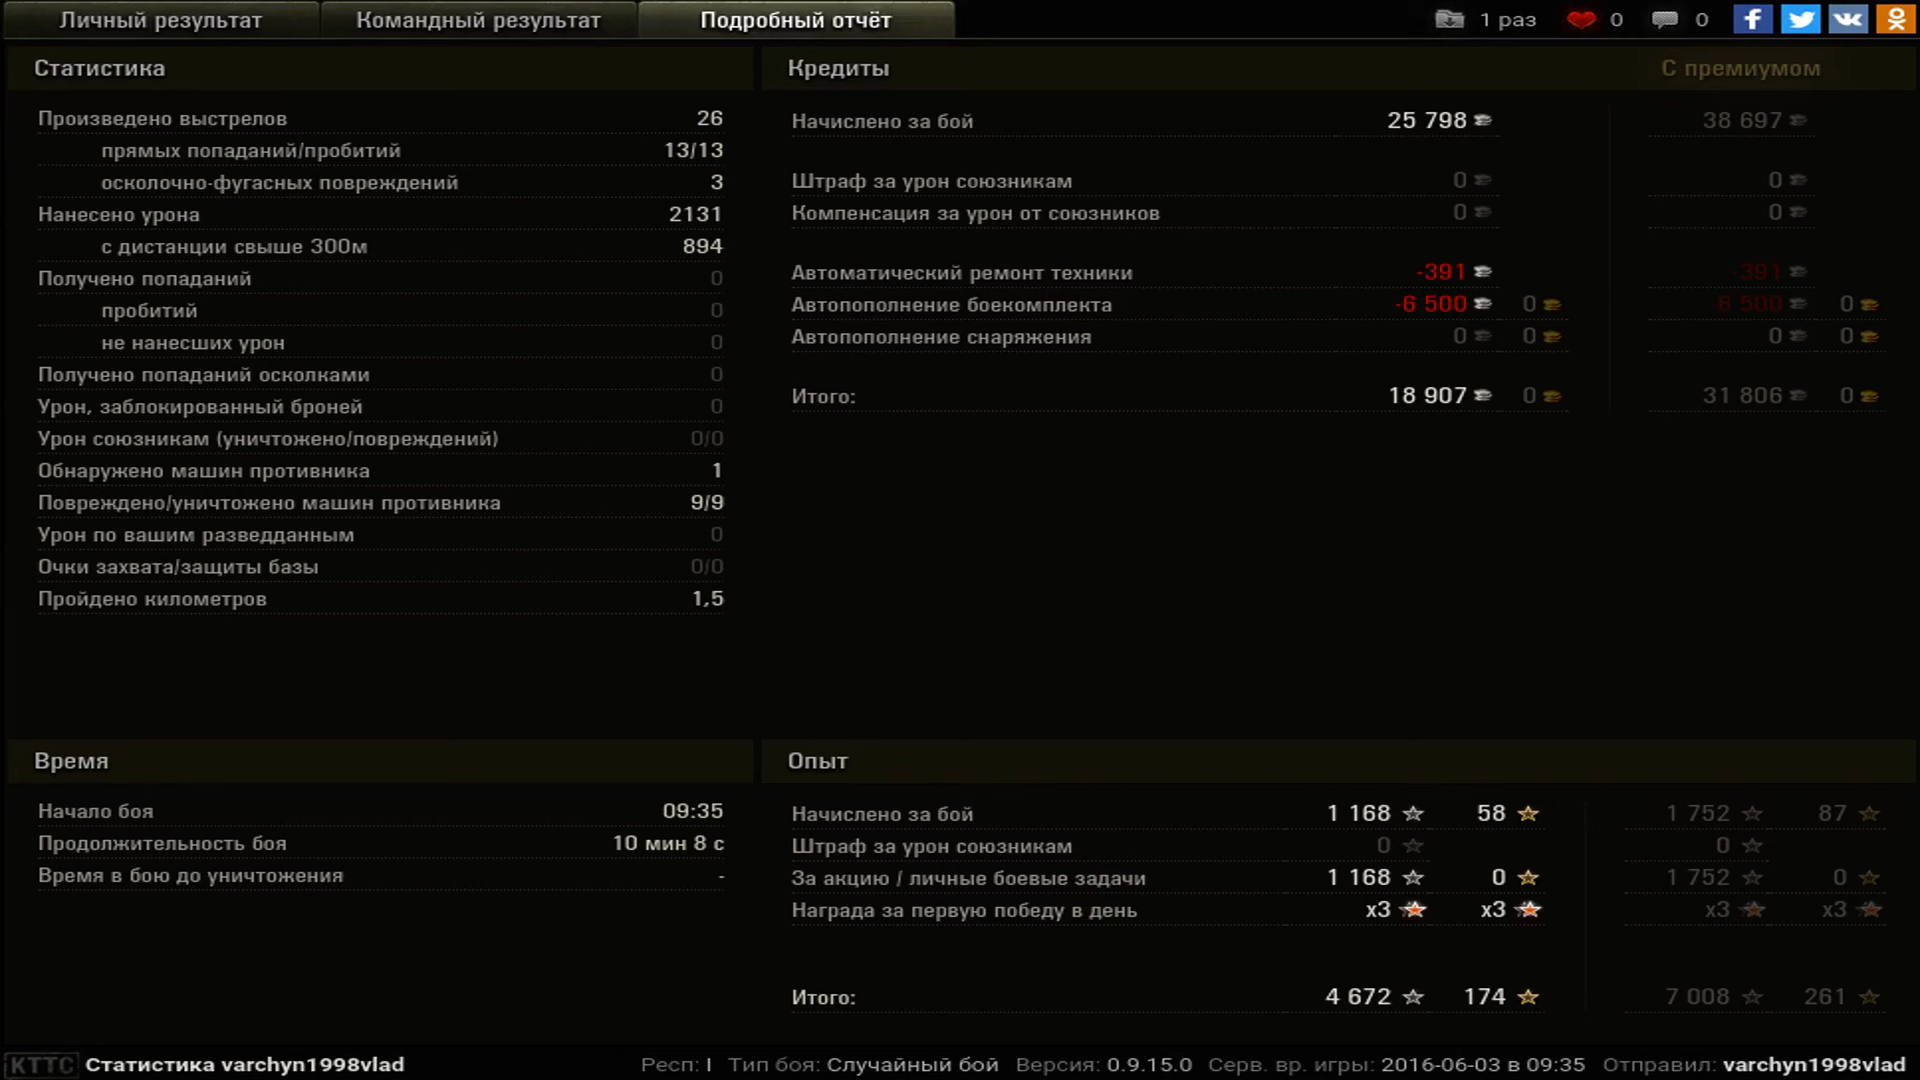 Личный результат Командный результат Подробный отчёт 1 раз 0 0
Статистика
Произведено выстрелов 26
прямых попаданий/пробитий 13/13
осколочно-фугасных повреждений 3
Нанесено урона 2131
с дистанции свыше 300м 894
Получено попаданий 0
пробитий 0
не нанесших урон 0
Получено попаданий осколками 0
Урон, заблокированный броней 0
Урон союзникам (уничтожено/повреждений) 0/0
Обнаружено машин противника 1
Повреждено/уничтожено машин противника 9/9
Урон по вашим разведданным 0
Очки захвата/защиты базы 0/0
Пройдено километров 1,5
Кредиты С премиумом
Начислено за бой 25 798 38 697
Штраф за урон союзникам 0 0
Компенсация за урон от союзников 0 0
Автоматический ремонт техники -391 -391
Автопополнение боекомплекта -6 500 0 -6 500 0
Автопополнение снаряжения 0 0 0 0
Итого: 18 907 0 31 806 0
Время
Начало боя 09:35
Продолжительность боя 10 мин 8 с
Время в бою до уничтожения -
Опыт
Начислено за бой 1 168 58 1 752 87
Штраф за урон союзникам 0 0
За акцию / личные боевые задачи 1 168 0 1 752 0
Награда за первую победу в день x3 x3 x3 x3
Итого: 4 672 174 7 008 261
КТТС Статистика varchyn1998vlad Респ: I Тип боя: Случайный бой Версия: 0.9.15.0 Серв. вр. игры: 2016-06-03 в 09:35 Отправил: varchyn1998vlad